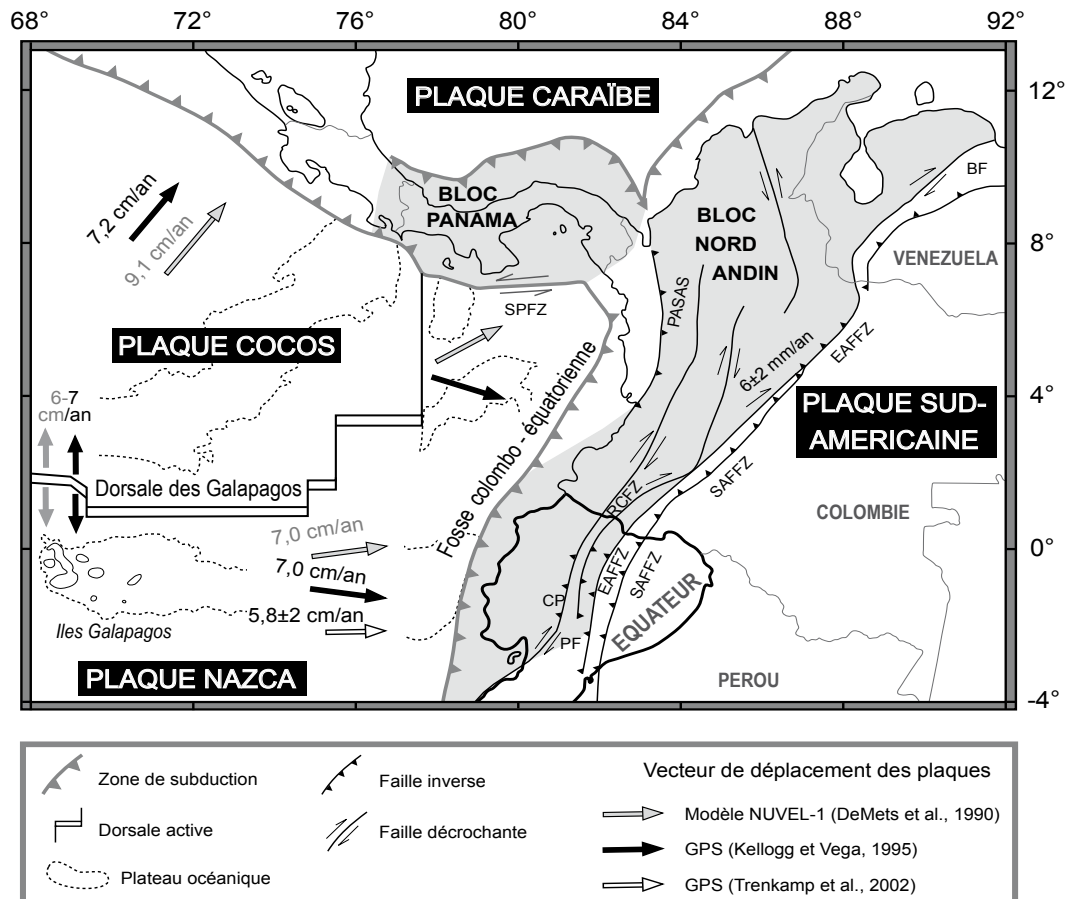 68° 72° 76° 80° 84° 88° 92°
12°
8°
4°
0°
-4°
PLAQUE CARAÏBE
BLOC
PANAMA
BLOC
NORD
ANDIN
BF
VENEZUELA
7,2 cm/an
9,1 cm/an
SPFZ
PASAS
PLAQUE COCOS
6±2 mm/an
EAFFZ
6-7
cm/an
Fosse colombo - équatorienne
PLAQUE SUD-
AMERICAINE
Dorsale des Galapagos
RCFZ
SAFFZ
COLOMBIE
7,0 cm/an
7,0 cm/an
5,8±2 cm/an
EAFFZ
SAFFZ
CP
PF
EQUATEUR
Iles Galapagos
PLAQUE NAZCA
PEROU
Zone de subduction
Dorsale active
Plateau océanique
Faille inverse
Faille décrochante
Vecteur de déplacement des plaques
Modèle NUVEL-1 (DeMets et al., 1990)
GPS (Kellogg et Vega, 1995)
GPS (Trenkamp et al., 2002)